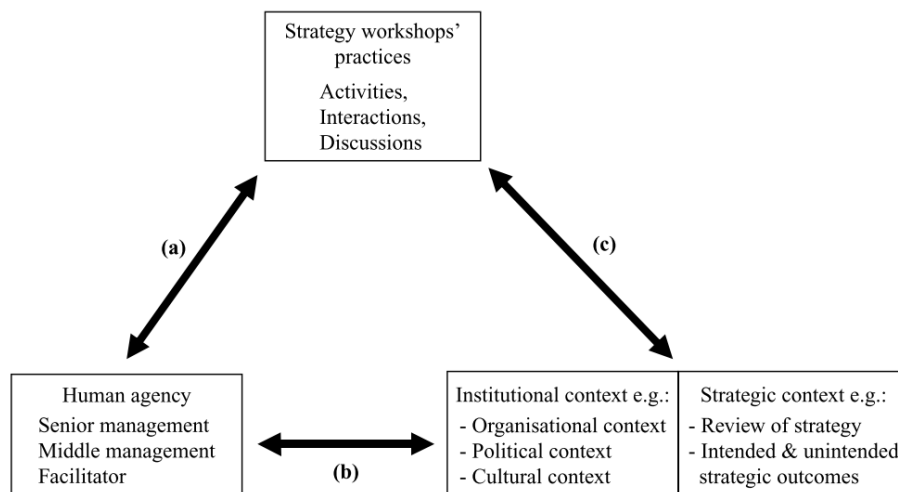 Strategy workshops’
practices
Activities,
Interactions,
Discussions
(a)
(c)
Human agency
Senior management
Middle management
Facilitator
(b)
Institutional context e.g.:
- Organisational context
- Political context
- Cultural context
Strategic context e.g.:
- Review of strategy
- Intended & unintended
strategic outcomes